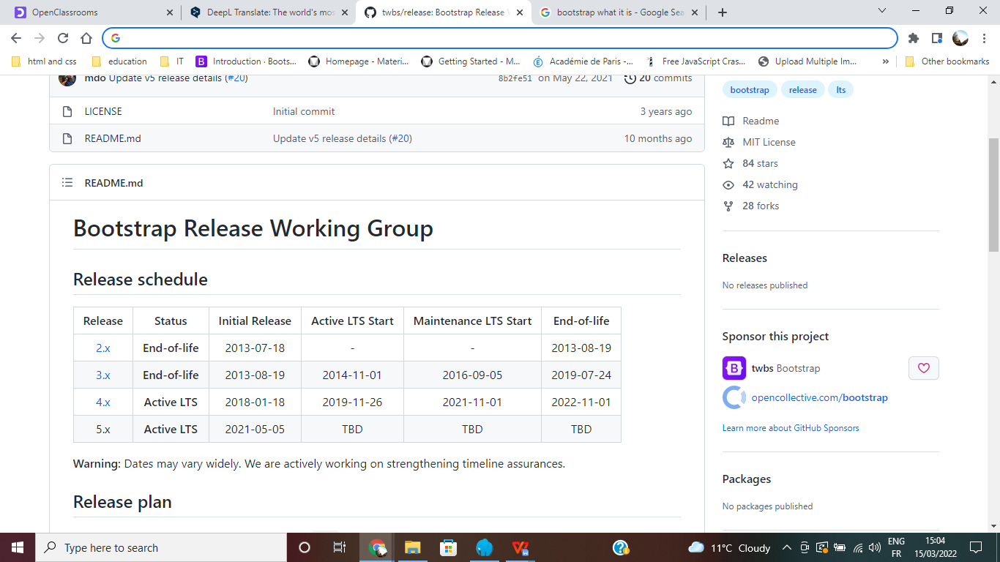 OpenClassrooms
DeepL Translate: The world's mos
twbs/release: Bootstrap Release
bootstrap what it is - Google Sea
html and css
education
IT
Introduction · Boots...
Homepage - Materi...
Getting Started - M...
Académie de Paris -...
Free JavaScript Cras...
Upload Multiple Im...
»
Other bookmarks
mdo Update v5 release details (#20)
8b2fe51 on May 22, 2021
20 commits
LICENSE
Initial commit
3 years ago
README.md
Update v5 release details (#20)
10 months ago
README.md
Bootstrap Release Working Group
Release schedule
Release Status Initial Release Active LTS Start Maintenance LTS Start End-of-life
2.x End-of-life 2013-07-18 - - 2013-08-19
3.x End-of-life 2013-08-19 2014-11-01 2016-09-05 2019-07-24
4.x Active LTS 2018-01-18 2019-11-26 2021-11-01 2022-11-01
5.x Active LTS 2021-05-05 TBD TBD TBD
Warning: Dates may vary widely. We are actively working on strengthening timeline assurances.
Release plan
bootstrap release lts
Readme
MIT License
84 stars
42 watching
28 forks
Releases
No releases published
Sponsor this project
twbs Bootstrap
opencollective.com/bootstrap
Learn more about GitHub Sponsors
Packages
No packages published
Type here to search
11°C Cloudy
ENG
FR
15:04
15/03/2022